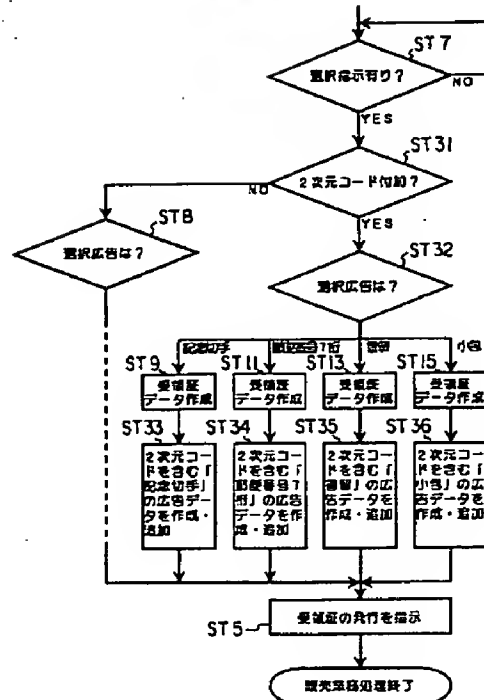 ST7
選択指示有り？
NO
YES
ST31
2次元コード付加？
NO
YES
ST8
選択広告は？
ST32
選択広告は？
記念切手
郵便番号7桁
書留
小包
ST9
受領証
データ作成
ST11
受領証
データ作成
ST13
受領証
データ作成
ST15
受領証
データ作成
ST33
2次元コー
ドを含む「
記念切手」
の広告デー
タを作成・
追加
ST34
2次元コー
ドを含む「
郵便番号7
桁」の広告
データを作
成・追加
ST35
2次元コー
ドを含む「
書留」の広
告データを
作成・追加
ST36
2次元コー
ドを含む「
小包」の広
告データを
作成・追加
ST5
受領証の発行を指示
販売業務処理終了